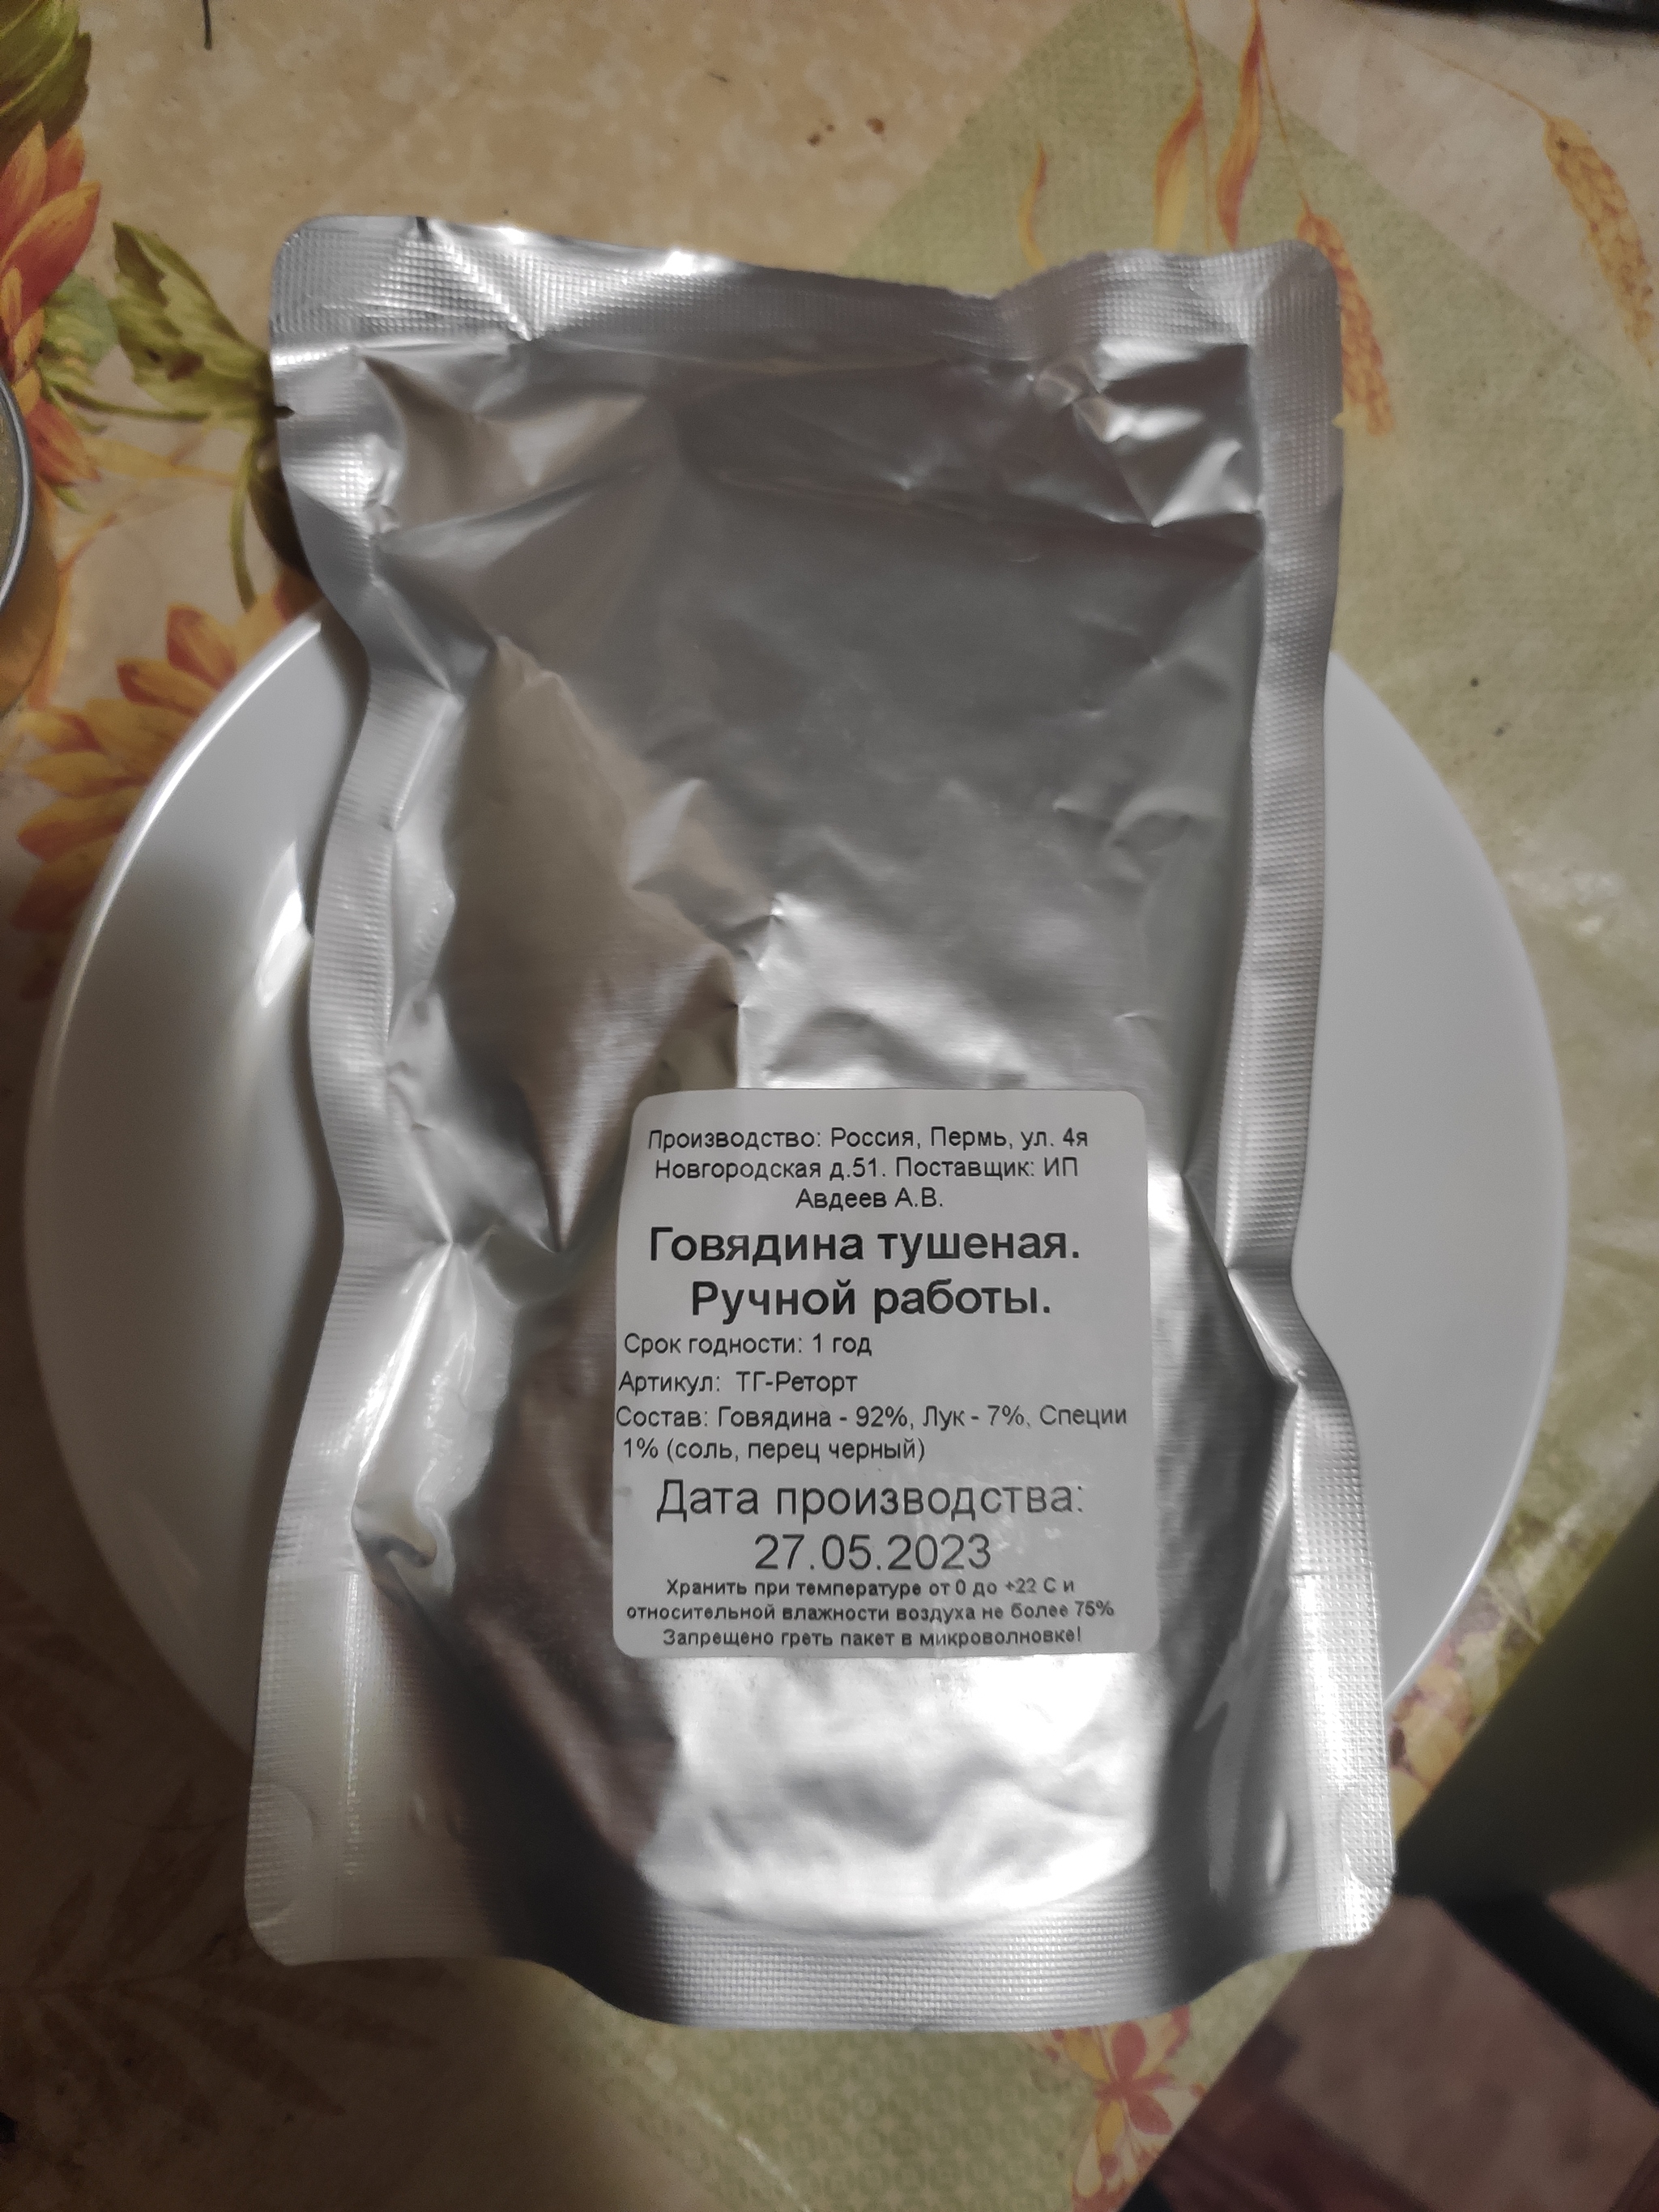 Производство: Россия, Пермь, ул. 4я
Новгородская д.51. Поставщик: ИП
Авдеев А.В.
Говядина тушеная.
Ручной работы.
Срок годности: 1 год
Артикул: ТГ-Реторт
Состав: Говядина - 92%, Лук - 7%, Специи
1% (соль, перец черный)
Дата производства:
27.05.2023
Хранить при температуре от 0 до +22 С и
относительной влажности воздуха не более 75%
Запрещено греть пакет в микроволновке!